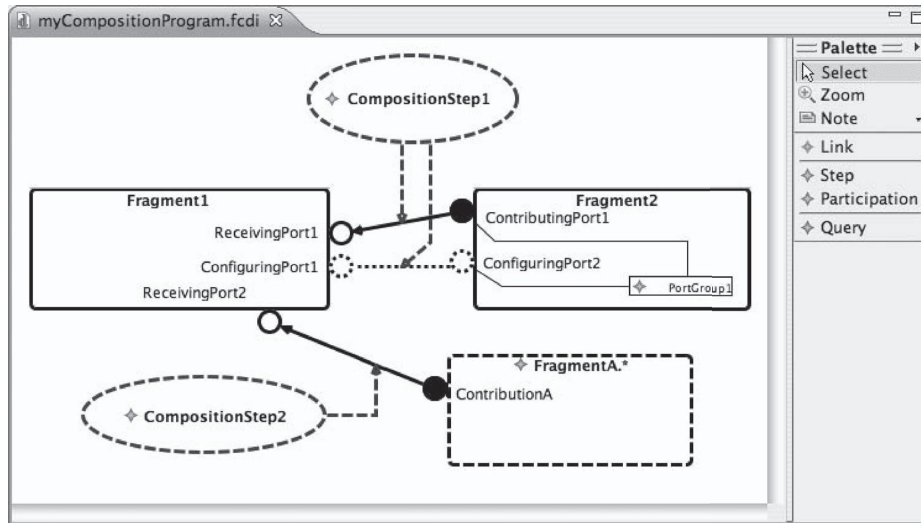 myCompositionProgram.fcdi
Palette
Select
Zoom
Note
Link
Step
Participation
Query
CompositionStep1
Fragment1
ReceivingPort1
ConfiguringPort1
ReceivingPort2
Fragment2
ContributingPort1
ConfiguringPort2
PortGroup1
FragmentA.*
ContributionA
CompositionStep2